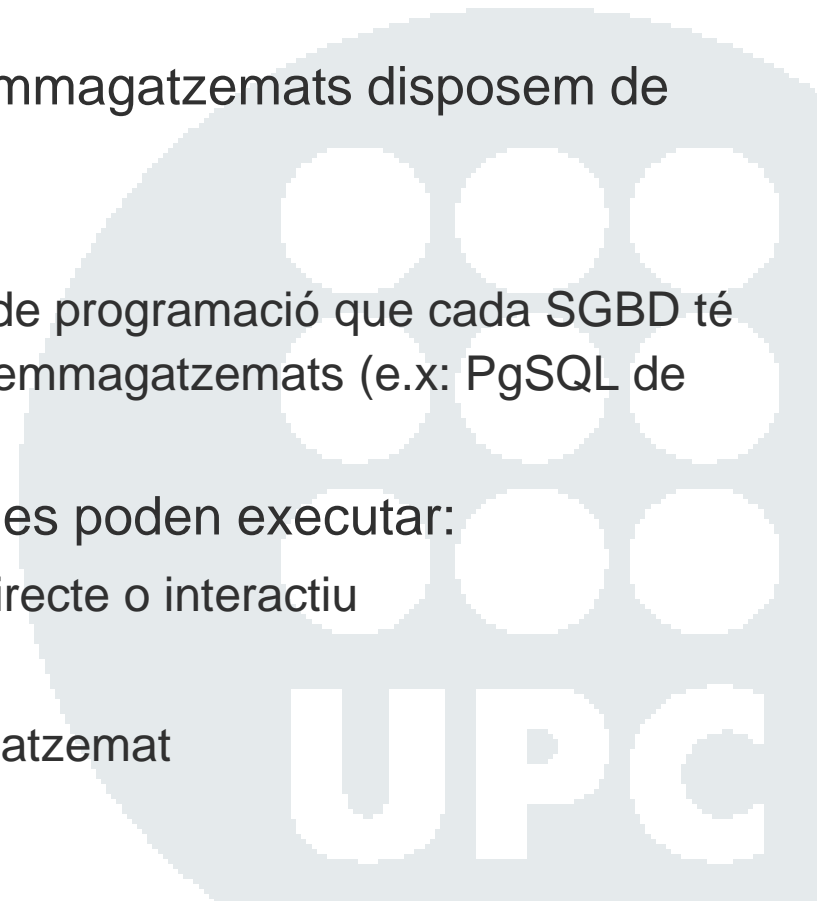 mmagatzemats disposem de
de programació que cada SGBD té
emmagatzemats (e.x: PgSQL de
es poden executar:
irecte o interactiu
atzemat
UPC